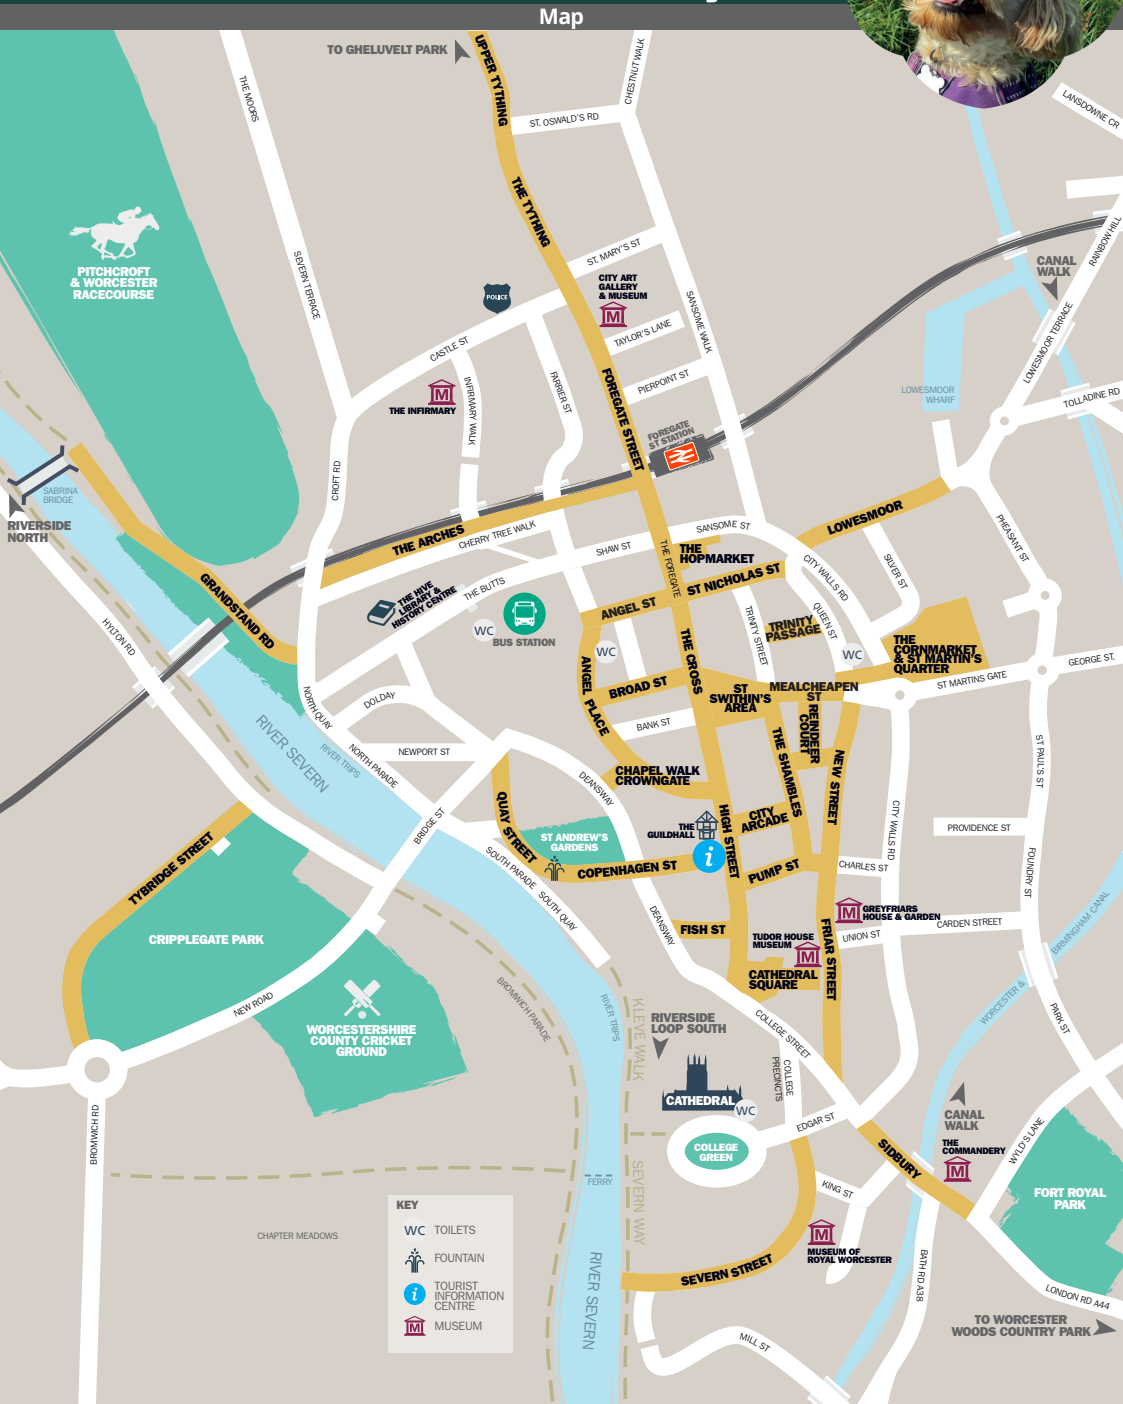 Map
TO GHELUVELT PARK
UPPER TYTHING
CHESTNUT WALK
ST. OSWALD'S RD
THE MOORS
LANSDOWNE CR
THE TYTHING
PITCHCROFT
& WORCESTER
RACECOURSE
ST. MARY'S ST
CITY ART
GALLERY
& MUSEUM
M
POLICE
SEVERN TERRACE
SANSOME WALK
TAYLOR'S LANE
CANAL
WALK
RAINBOW HILL
LOWESMOOR TERRACE
CASTLE ST
M
THE INFIRMARY
INFIRMARY WALK
FARRIER ST
PIERPOINT ST
FOREGATE STREET
FOREGATE
ST STATION
LOWESMOOR
WHARF
TOLLADINE RD
SABRINA
BRIDGE
RIVERSIDE
NORTH
CROFT RD
THE ARCHES
CHERRY TREE WALK
SHAW ST
SANSOME ST
LOWESMOOR
PHEASANT ST
THE FOREGATE
THE
HOPMARKET
ST NICHOLAS ST
CITY WALLS RD
SILVER ST
GRANDSTAND RD
THE HIVE
LIBRARY &
HISTORY CENTRE
THE BUTTS
WC
BUS STATION
ANGEL ST
WC
TRINITY STREET
TRINITY
PASSAGE
QUEEN ST
WC
THE
CORNMARKET
& ST MARTIN'S
QUARTER
GEORGE ST.
ST MARTINS GATE
HYLTON RD
NORTH QUAY
DOLDAY
ANGEL PLACE
BROAD ST
THE CROSS
ST
SWITHIN'S
AREA
MEALCHEAPEN
ST
REINDEER
COURT
BANK ST
RIVER SEVERN
RIVER TRIPS
NORTH PARADE
NEWPORT ST
DEANSWAY
CHAPEL WALK
CROWNGATE
THE SHAMBLES
NEW STREET
ST PAUL'S ST
QUAY STREET
BRIDGE ST
ST ANDREW'S
GARDENS
THE
GUILDHALL
i
HIGH STREET
CITY
ARCADE
CITY WALLS RD
PROVIDENCE ST
TYBRIDGE STREET
SOUTH PARADE
COPENHAGEN ST
PUMP ST
CHARLES ST
FOUNDRY ST
SOUTH QUAY
DEANSWAY
FISH ST
M
GREYFRIARS
HOUSE & GARDEN
CARDEN STREET
UNION ST
FRIAR STREET
TUDOR HOUSE
MUSEUM
M
CATHEDRAL
SQUARE
WORCESTER &
BIRMINGHAM CANAL
CRIPPLEGATE PARK
NEW ROAD
WORCESTERSHIRE
COUNTY CRICKET
GROUND
BROMWICH PARADE
RIVER TRIPS
KLEVE WALK
RIVERSIDE
LOOP SOUTH
COLLEGE STREET
PARK ST
COLLEGE
PRECINCTS
CATHEDRAL
WC
EDGAR ST
COLLEGE
GREEN
CANAL
WALK
SIDBURY
THE
COMMANDERY
M
WYLD'S LANE
FORT ROYAL
PARK
BROMWICH RD
FERRY
SEVERN WAY
KING ST
M
MUSEUM OF
ROYAL WORCESTER
SEVERN STREET
CHAPTER MEADOWS
RIVER SEVERN
BATH RD A38
LONDON RD A44
TO WORCESTER
WOODS COUNTRY PARK
MILL ST
KEY
WC TOILETS
FOUNTAIN
i TOURIST
INFORMATION
CENTRE
M MUSEUM